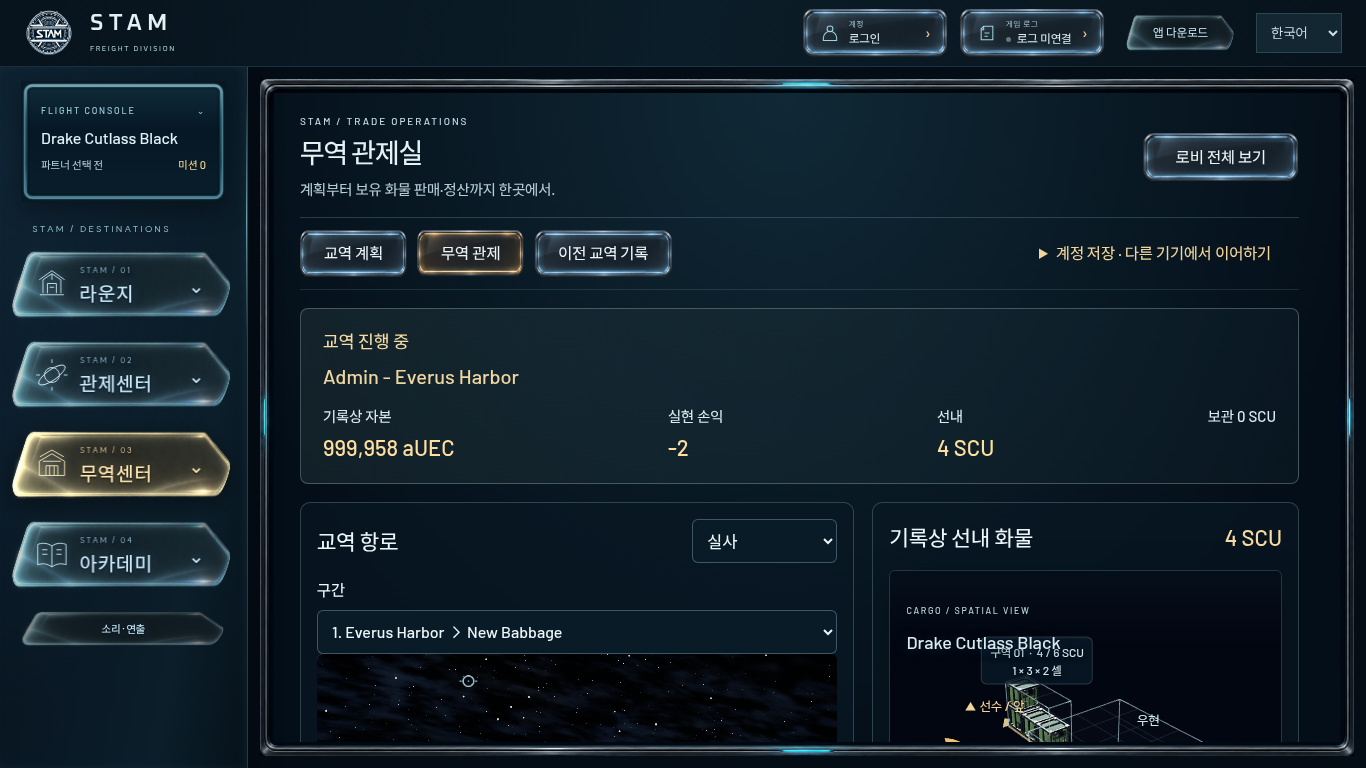 STAM
STAM
FREIGHT DIVISION
계정
로그인
게임 로그
로그 미연결
앱 다운로드
한국어
FLIGHT CONSOLE
Drake Cutlass Black
파트너 선택 전
미션 0
STAM / DESTINATIONS
STAM / 01
라운지
STAM / 02
관제센터
STAM / 03
무역센터
STAM / 04
아카데미
소리 · 연출
STAM / TRADE OPERATIONS
무역 관제실
계획부터 보유 화물 판매·정산까지 한곳에서.
로비 전체 보기
교역 계획
무역 관제
이전 교역 기록
▶ 계정 저장 · 다른 기기에서 이어하기
교역 진행 중
Admin - Everus Harbor
기록상 자본
999,958 aUEC
실현 손익
-2
선내
4 SCU
보관 0 SCU
교역 항로
실사
구간
1. Everus Harbor > New Babbage
기록상 선내 화물
4 SCU
CARGO / SPATIAL VIEW
Drake Cutlass Black
구역 01 · 4 / 6 SCU
1 × 3 × 2 셀
▲ 선수 / 앞
우현